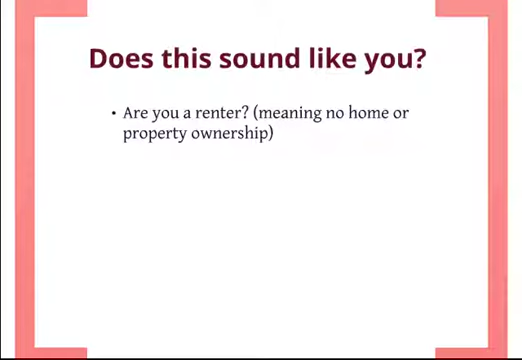 Does this sound like you?
• Are you a renter? (meaning no home or
property ownership)